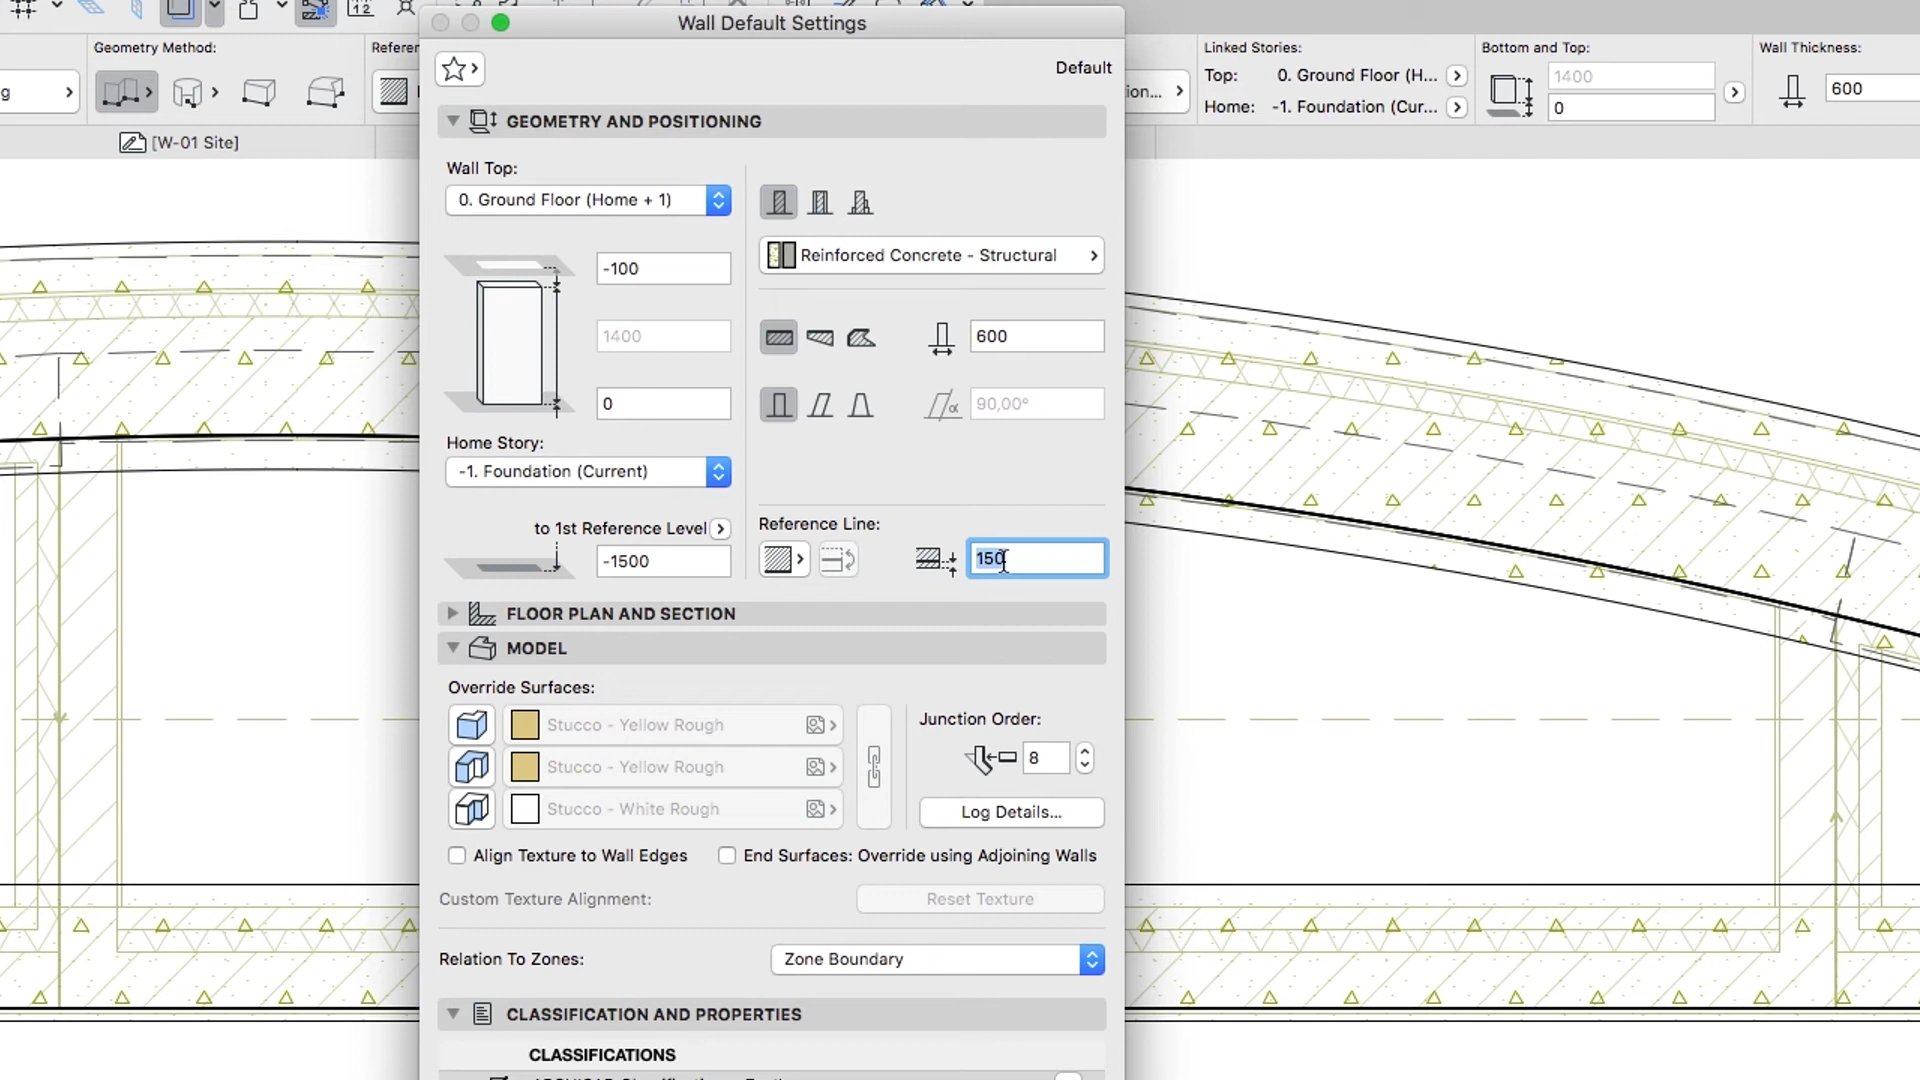 12
Wall Default Settings
Geometry Method:
Linked Stories:
Bottom and Top:
Wall Thickness:
Default
Top: 0. Ground Floor (H...
1400
600
Home: -1. Foundation (Cur...
0
GEOMETRY AND POSITIONING
[W-01 Site]
Wall Top:
0. Ground Floor (Home + 1)
-100
Reinforced Concrete - Structural
1400
600
0
α
90,00°
Home Story:
-1. Foundation (Current)
to 1st Reference Level
Reference Line:
-1500
150
FLOOR PLAN AND SECTION
MODEL
Override Surfaces:
Stucco - Yellow Rough
Junction Order:
Stucco - Yellow Rough
8
Stucco - White Rough
Log Details...
Align Texture to Wall Edges
End Surfaces: Override using Adjoining Walls
Custom Texture Alignment:
Reset Texture
Relation To Zones:
Zone Boundary
CLASSIFICATION AND PROPERTIES
CLASSIFICATIONS